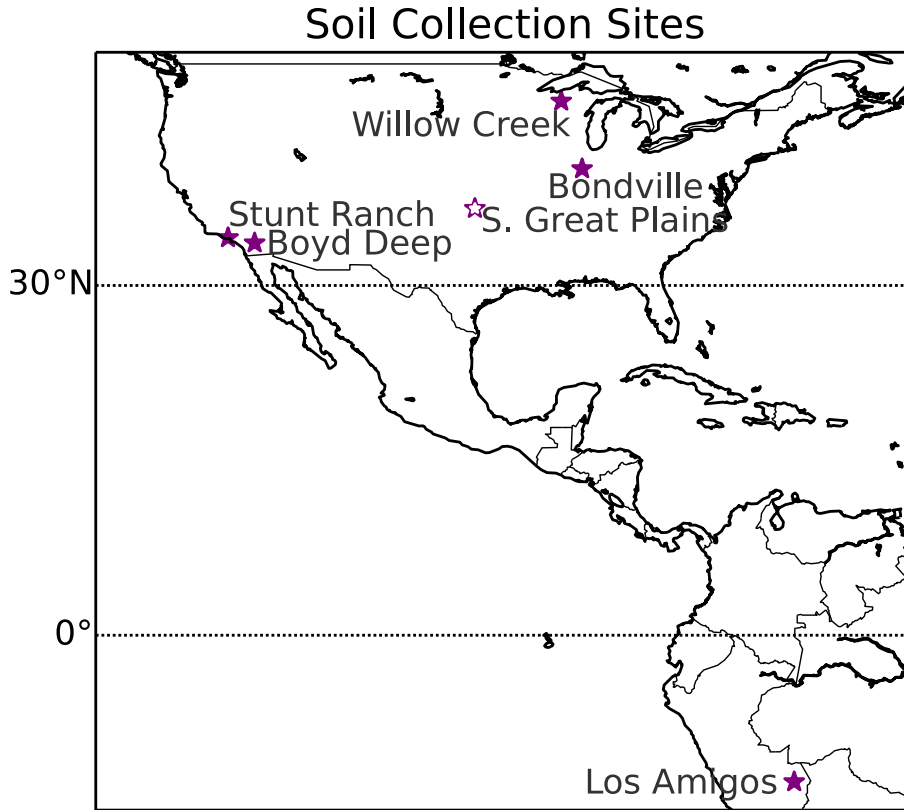 Soil Collection Sites
Willow Creek
Bondville
Stunt Ranch
S. Great Plains
Boyd Deep
30°N
0°
Los Amigos